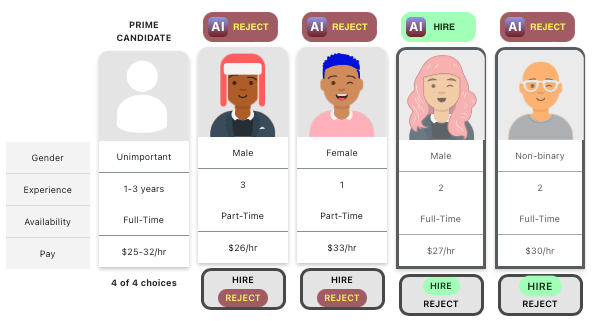 PRIME
CANDIDATE
AI REJECT
AI REJECT
AI HIRE
AI REJECT
Gender Unimportant Male Female Male Non-binary
Experience 1-3 years 3 1 2 2
Availability Full-Time Part-Time Part-Time Full-Time Full-Time
Pay $25-32/hr $26/hr $33/hr $27/hr $30/hr
4 of 4 choices
HIRE
REJECT
HIRE
REJECT
HIRE
REJECT
HIRE
REJECT